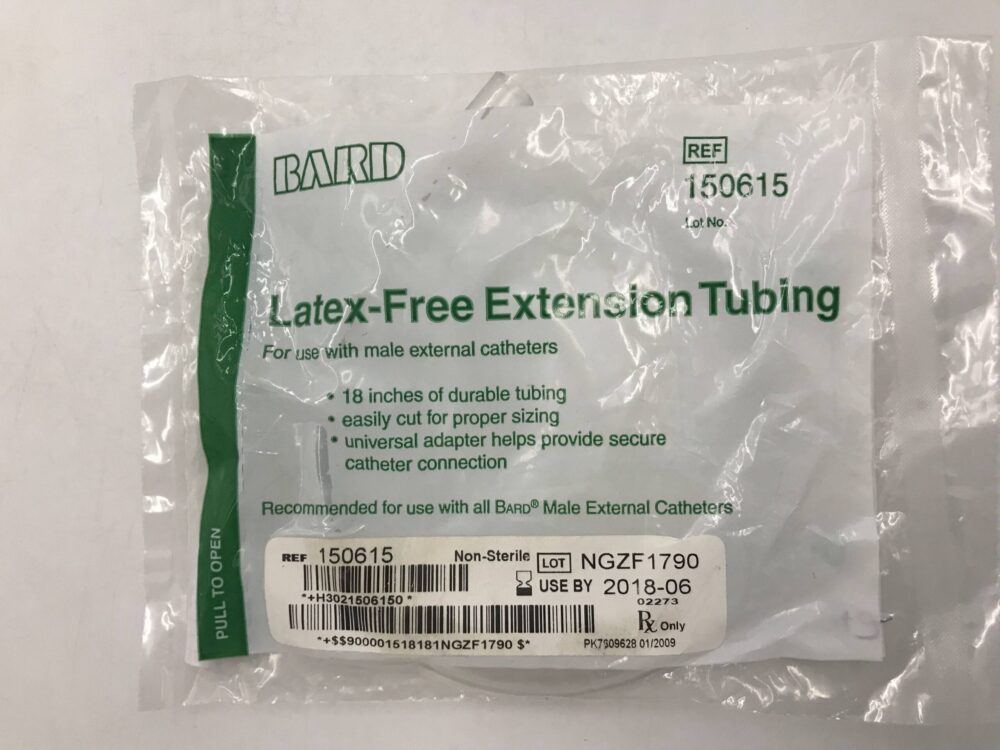 BARD
REF
150615
Lot No.
Latex-Free Extension Tubing
For use with male external catheters
• 18 inches of durable tubing
• easily cut for proper sizing
• universal adapter helps provide secure
catheter connection
Recommended for use with all BARD® Male External Catheters
PULL TO OPEN
REF 150615 Non-Sterile LOT NGZF1790
USE BY 2018-06
*+H3021506150*
02273
Rx Only
*+$$900001518181NGZF1790 $*
PK7609628 01/2009